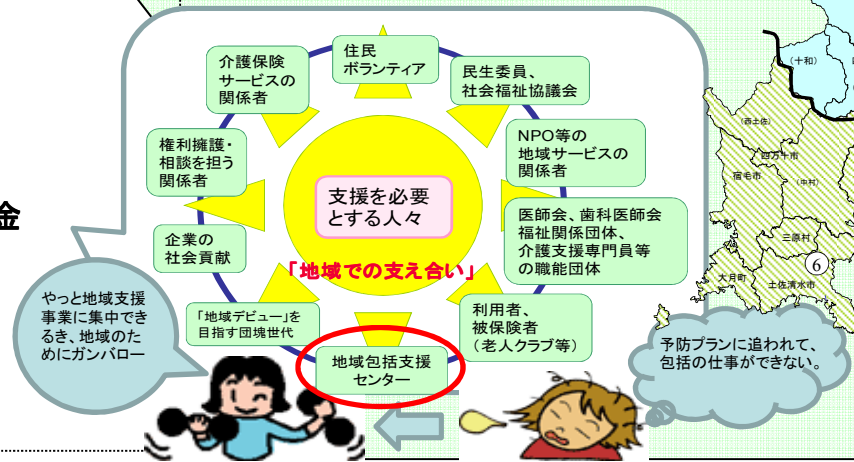 住民
ボランティア
介護保険
サービスの
関係者
民生委員、
社会福祉協議会
権利擁護・
相談を担う
関係者
NPO等の
地域サービスの
関係者
支援を必要
とする人々
医師会、歯科医師会
福祉関係団体、
介護支援専門員等
の職能団体
企業の
社会貢献
「地域での支え合い」
「地域デビュー」を
目指す団塊世代
利用者、
被保険者
（老人クラブ等）
地域包括支援
センター
金
やっと地域支援
事業に集中でき
るき、地域のた
めにガンバロー
予防プランに追われて、
包括の仕事ができない。
（十和）
（西土佐）
四万十市
宿毛市
（中村）
三原村
6
大月町
土佐清水市